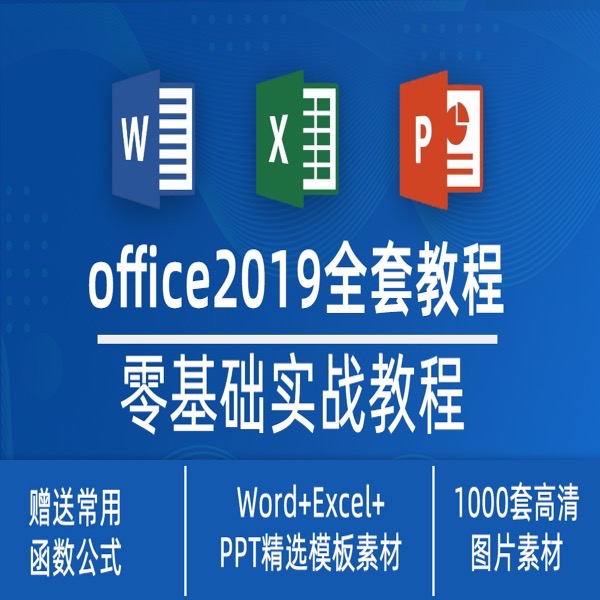 W X P
office2019全套教程
零基础实战教程
赠送常用
函数公式
Word+Excel+
PPT精选模板素材
1000套高清
图片素材